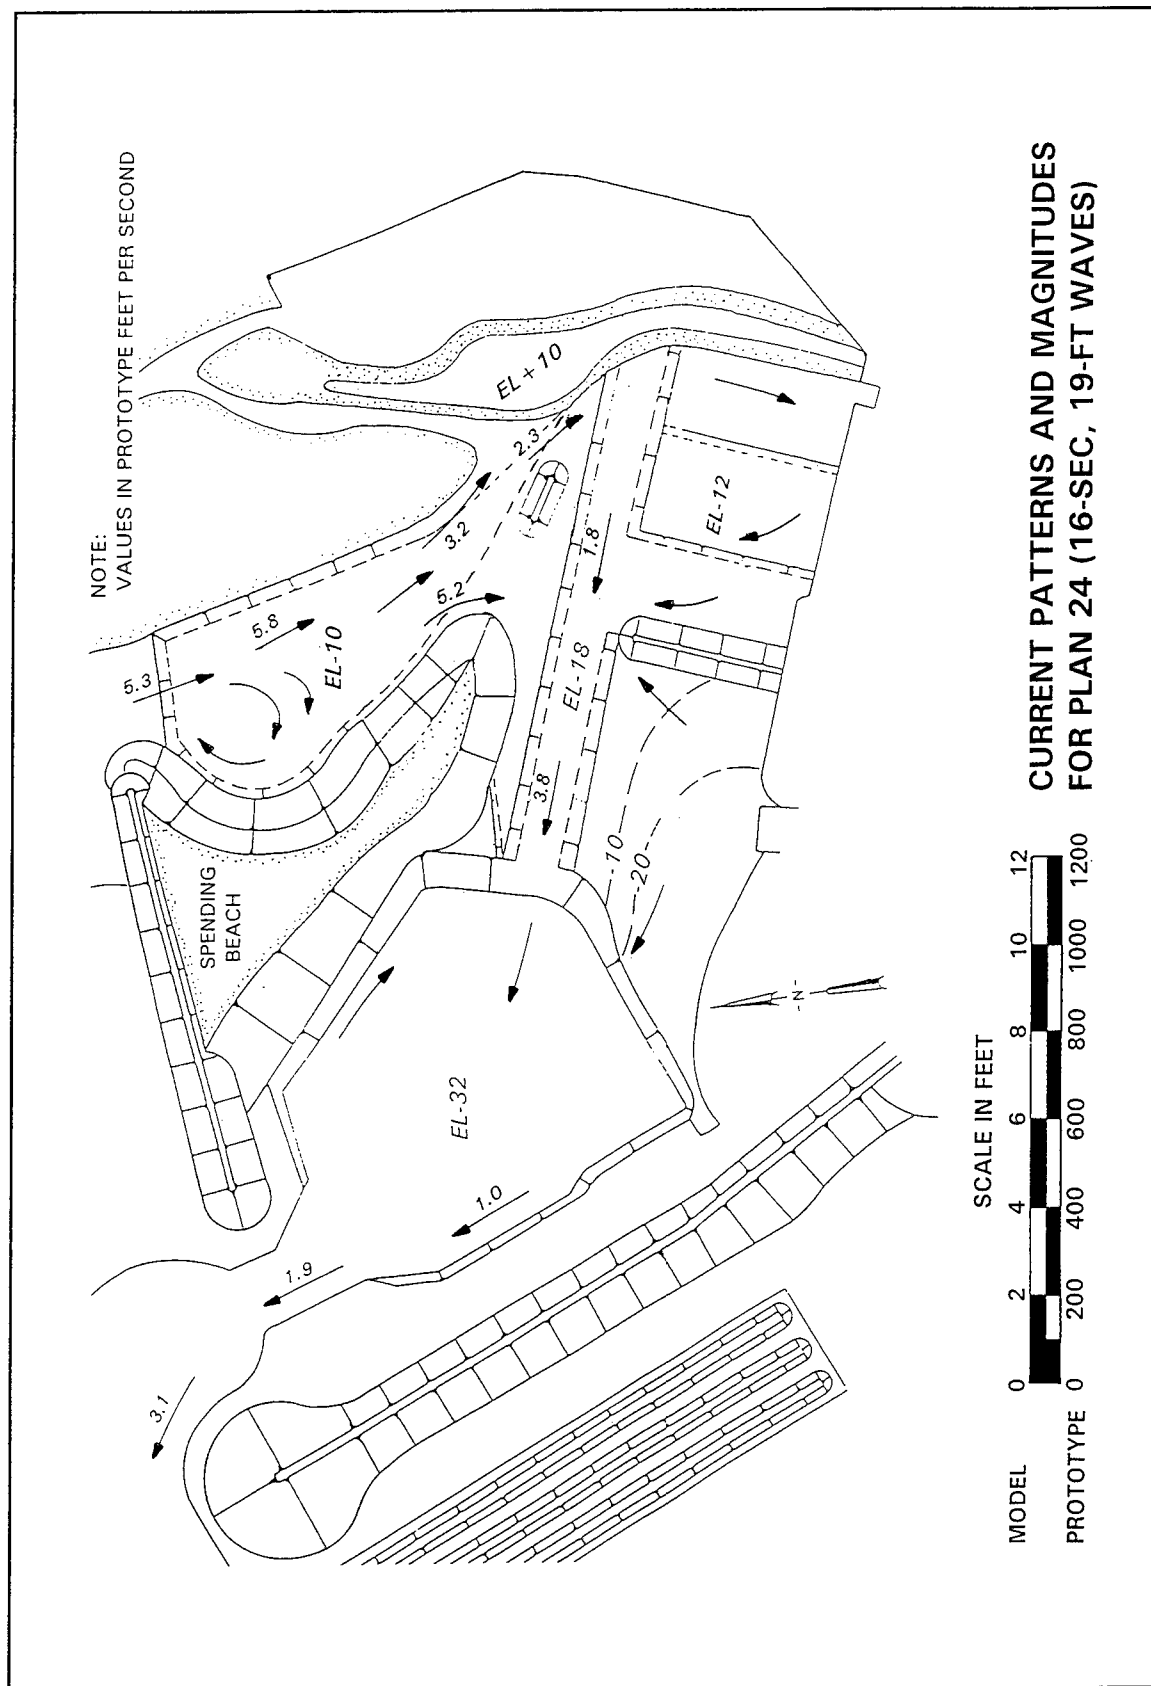 NOTE:
VALUES IN PROTOTYPE FEET PER SECOND
5.3
5.8
EL-10
5.2
3.2
2.3
EL+10
SPENDING
BEACH
1.8
EL-18
3.8
EL-12
-10
-20
EL-32
1.0
1.9
3.1
-N-
SCALE IN FEET
MODEL 0 2 4 6 8 10 12
PROTOTYPE 0 200 400 600 800 1000 1200
CURRENT PATTERNS AND MAGNITUDES
FOR PLAN 24 (16-SEC, 19-FT WAVES)